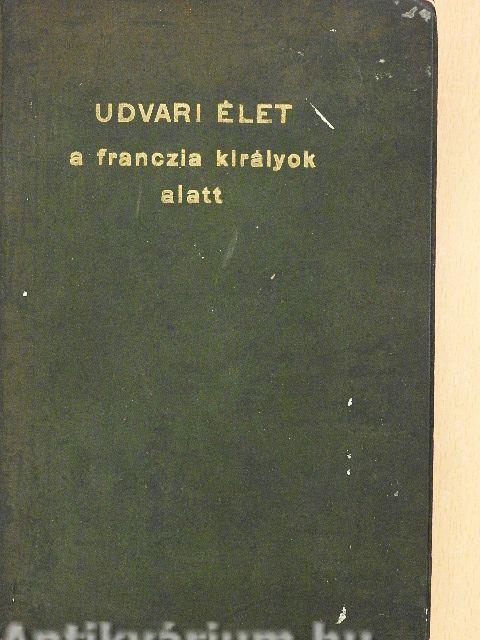 UDVARI ÉLET
a franczia királyok
alatt
Antikvárium.hu